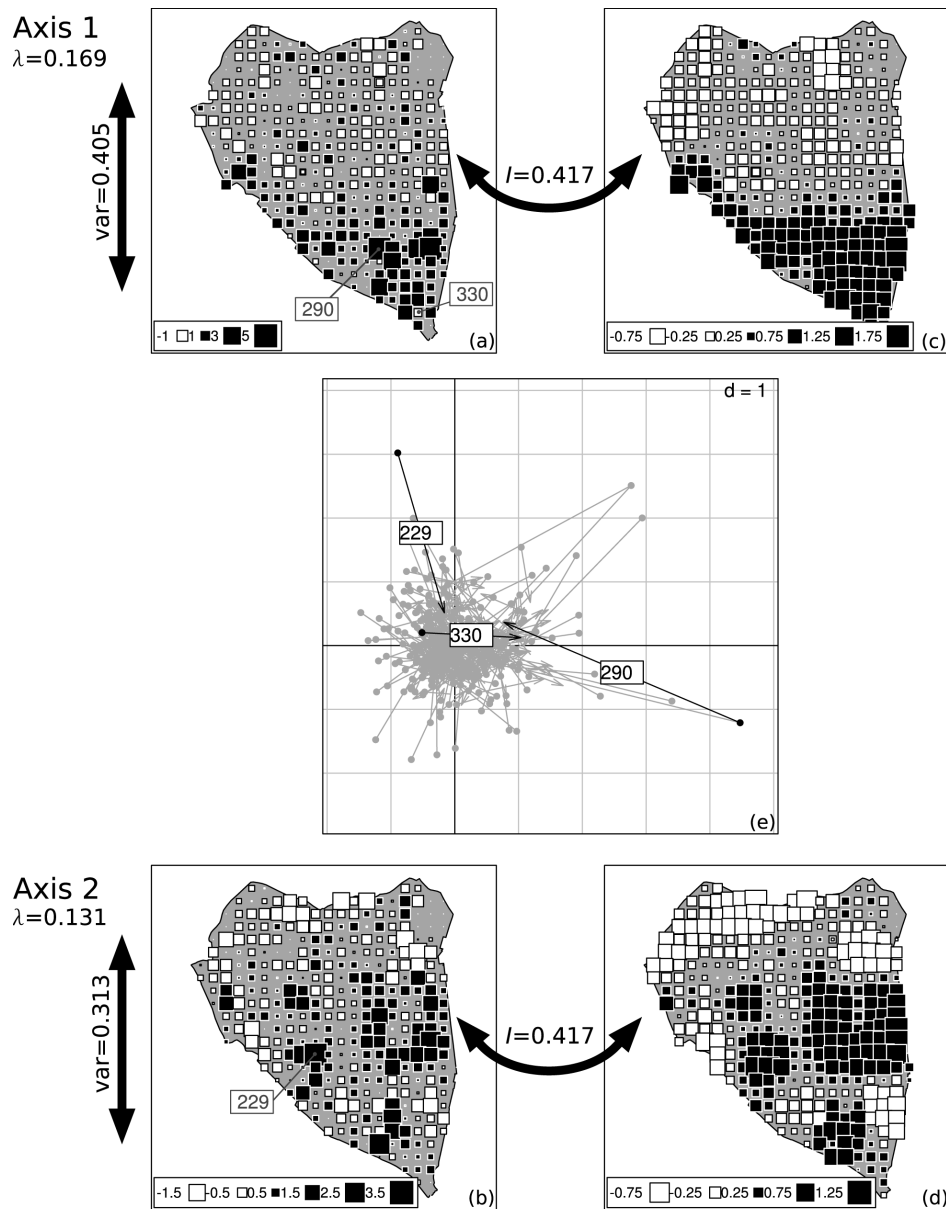 Axis 1
λ=0.169
var=0.405
I=0.417
290
330
-1 1 3 5
(a)
-0.75 -0.25 0.25 0.75 1.25 1.75
(c)
d = 1
229
330
290
(e)
Axis 2
λ=0.131
var=0.313
I=0.417
229
-1.5 -0.5 0.5 1.5 2.5 3.5
(b)
-0.75 -0.25 0.25 0.75 1.25
(d)